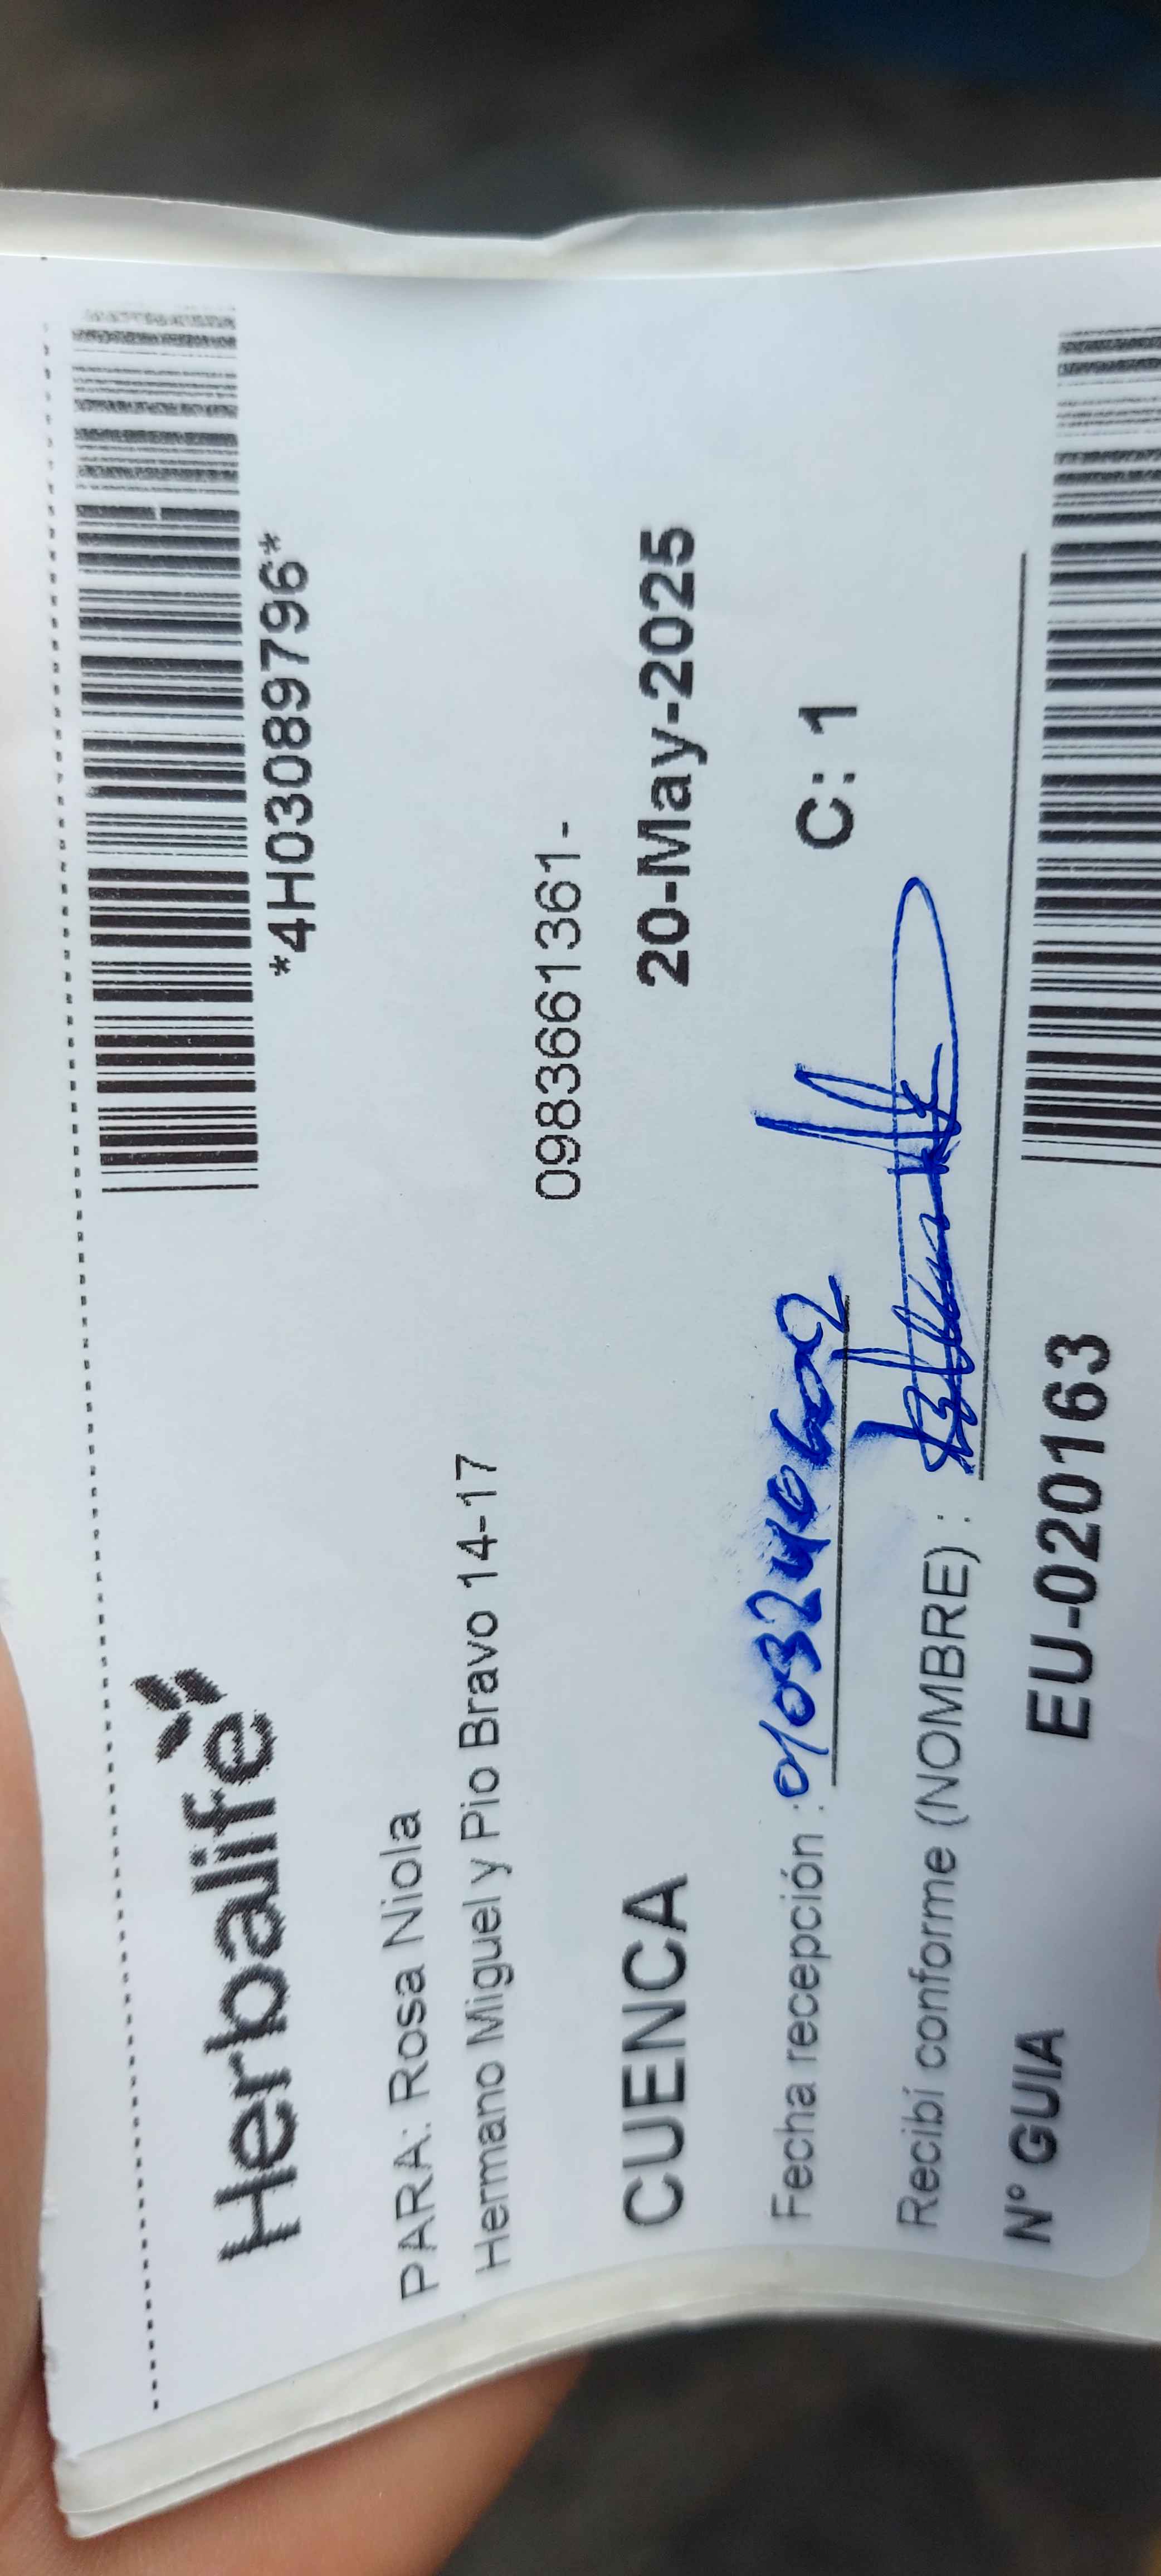 Herbalife
*4H03089796*
PARA: Rosa Niola
Hermano Miguel y Pio Bravo 14-17
0983661361-
CUENCA
20-May-2025
Fecha recepción :
C: 1
Recibí conforme (NOMBRE) :
N° GUIA
EU-020163